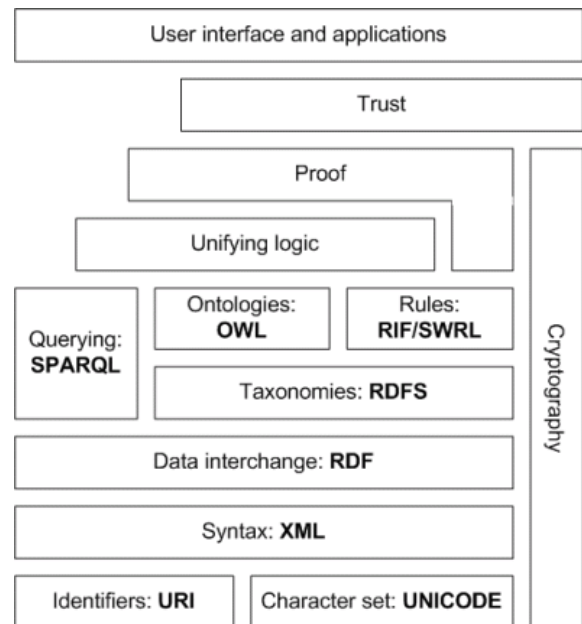 User interface and applications
Trust
Proof
Unifying logic
Querying:
SPARQL
Ontologies:
OWL
Rules:
RIF/SWRL
Taxonomies: RDFS
Data interchange: RDF
Syntax: XML
Identifiers: URI
Character set: UNICODE
Cryptography